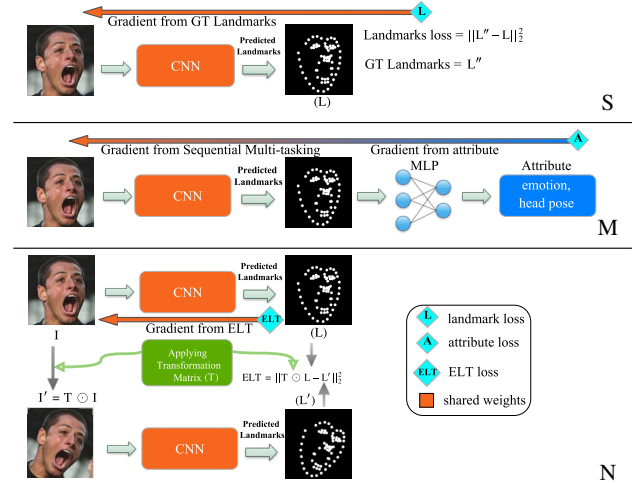 L
Gradient from GT Landmarks
Landmarks loss = ||L″ − L||₂²
CNN
Predicted
Landmarks
GT Landmarks = L″
(L)
S
A
Gradient from Sequential Multi-tasking
Gradient from attribute
Predicted
Landmarks
MLP
Attribute
CNN
emotion,
head pose
M
Predicted
Landmarks
CNN
ELT
Gradient from ELT
I
(L)
Applying
Transformation
Matrix (T)
ELT = ||T ⊙ L − L′||₂²
I′ = T ⊙ I
(L′)
Predicted
Landmarks
CNN
L landmark loss
A attribute loss
ELT ELT loss
shared weights
N